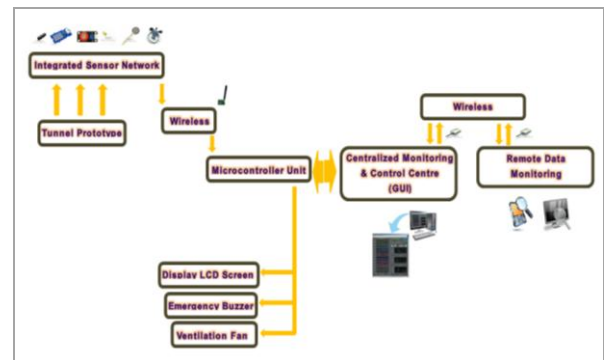 Integrated Sensor Network
Tunnel Prototype
Wireless
Microcontroller Unit
Wireless
Centralized Monitoring
& Control Centre
(GUI)
Remote Data
Monitoring
Display LCD Screen
Emergency Buzzer
Ventilation Fan